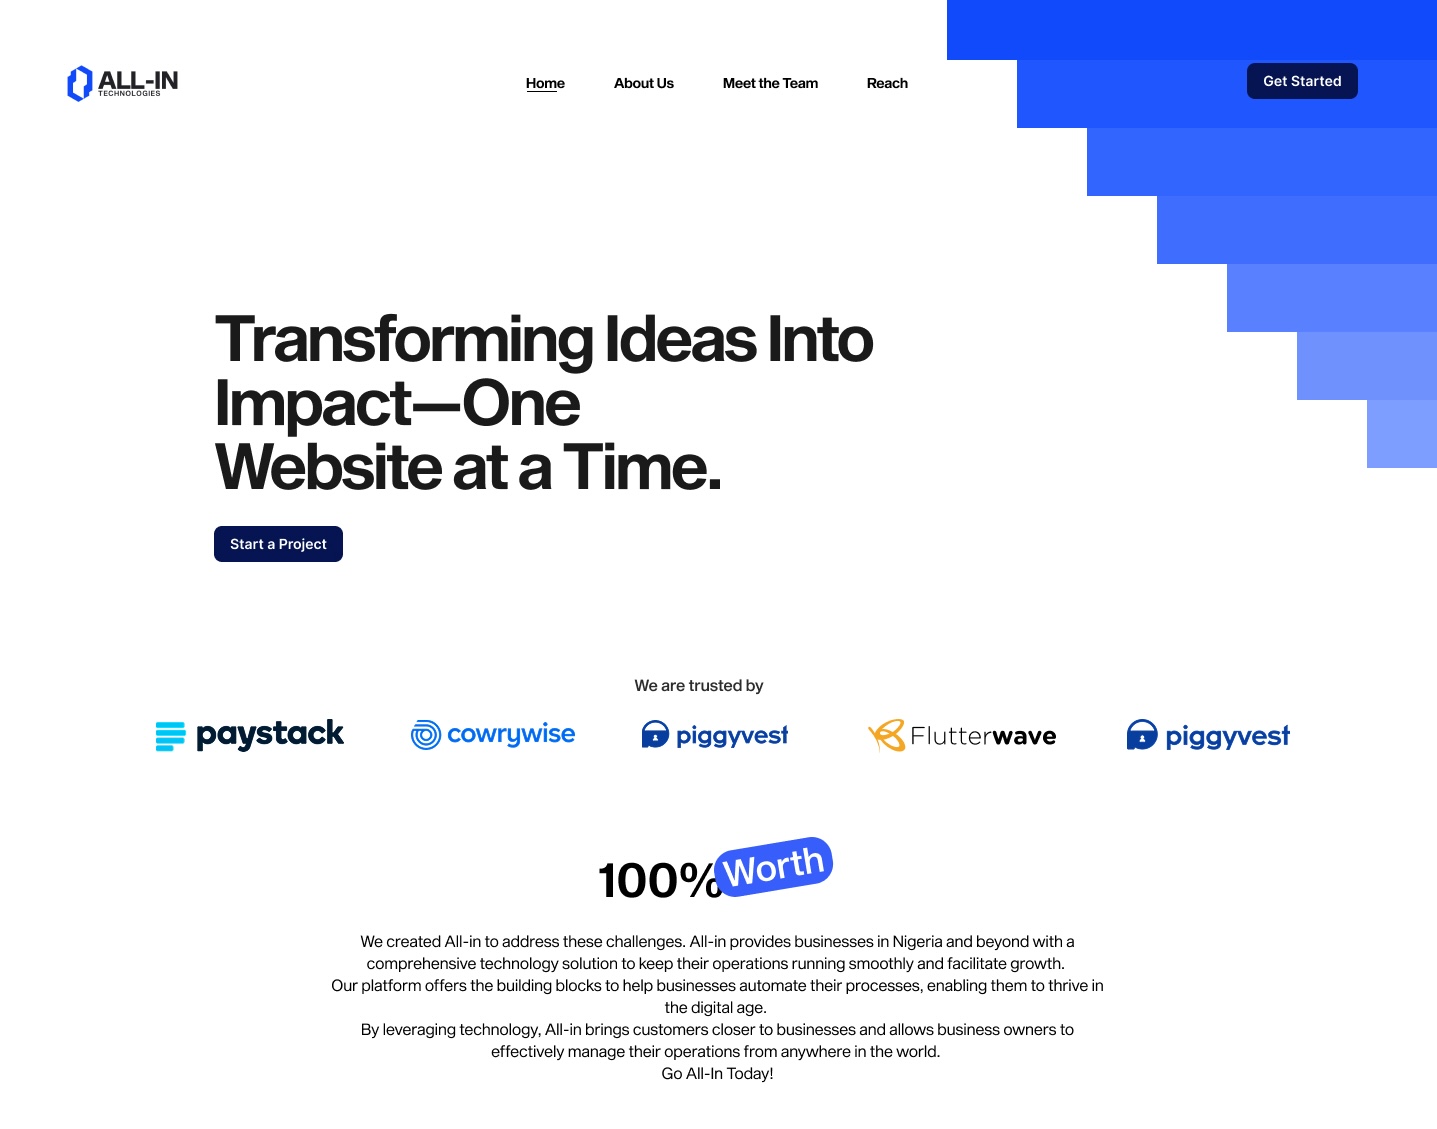 ALL-IN
TECHNOLOGIES
Home
About Us
Meet the Team
Reach
Get Started
Transforming Ideas Into
Impact—One
Website at a Time.
Start a Project
We are trusted by
paystack
cowrywise
piggyvest
Flutterwave
piggyvest
100% Worth
We created All-in to address these challenges. All-in provides businesses in Nigeria and beyond with a
comprehensive technology solution to keep their operations running smoothly and facilitate growth.
Our platform offers the building blocks to help businesses automate their processes, enabling them to thrive in
the digital age.
By leveraging technology, All-in brings customers closer to businesses and allows business owners to
effectively manage their operations from anywhere in the world.
Go All-In Today!